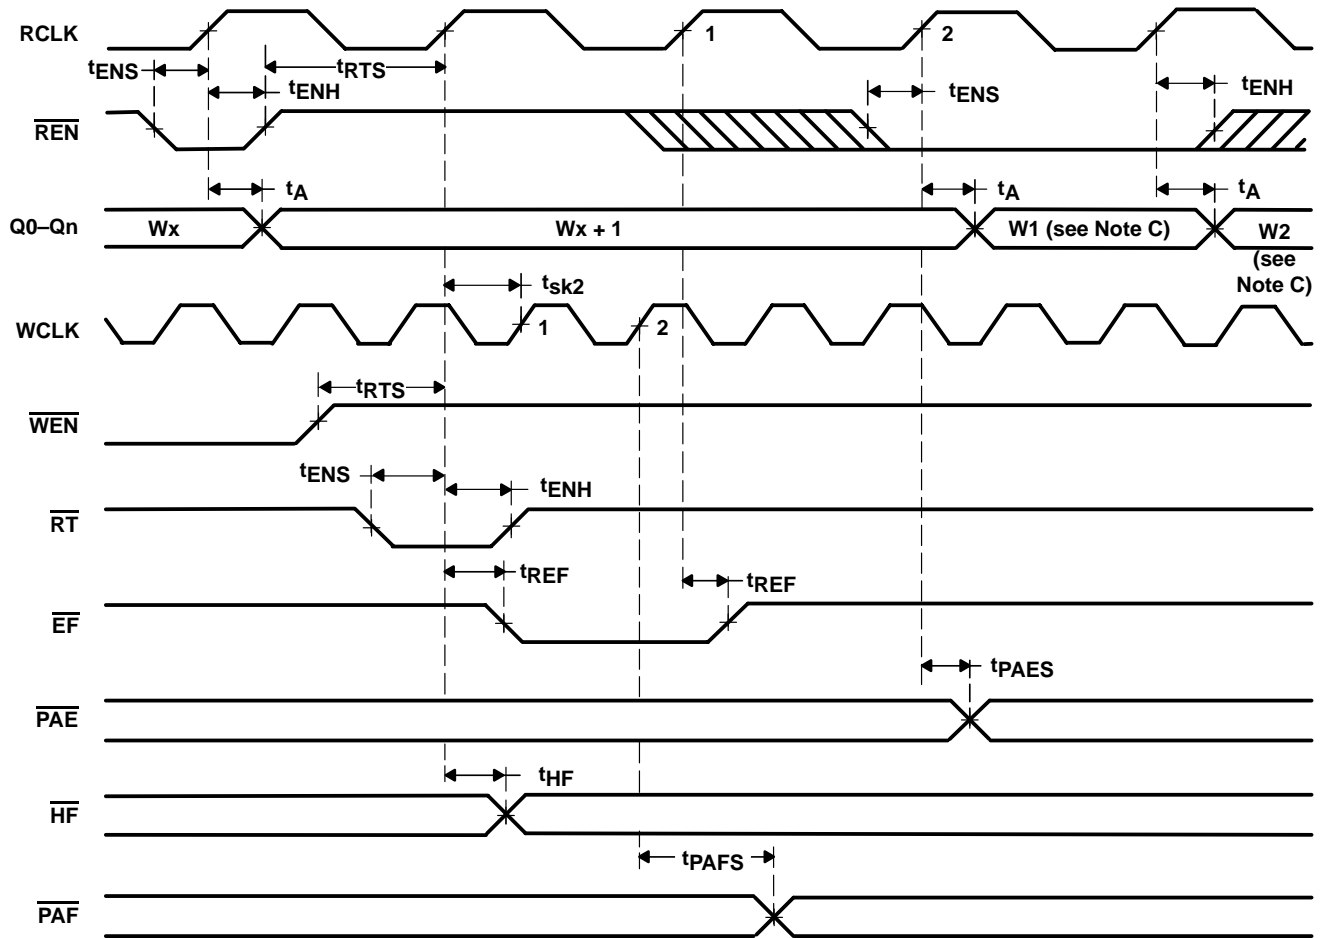 RCLK
1
2
tENS
tRTS
tENH
tENS
tENH
REN
tA
tA
tA
Q0–Qn
Wx
Wx + 1
W1 (see Note C)
W2
(see
Note C)
tsk2
WCLK
1
2
tRTS
WEN
tENS
tENH
RT
tREF
tREF
EF
tPAES
PAE
tHF
HF
tPAFS
PAF